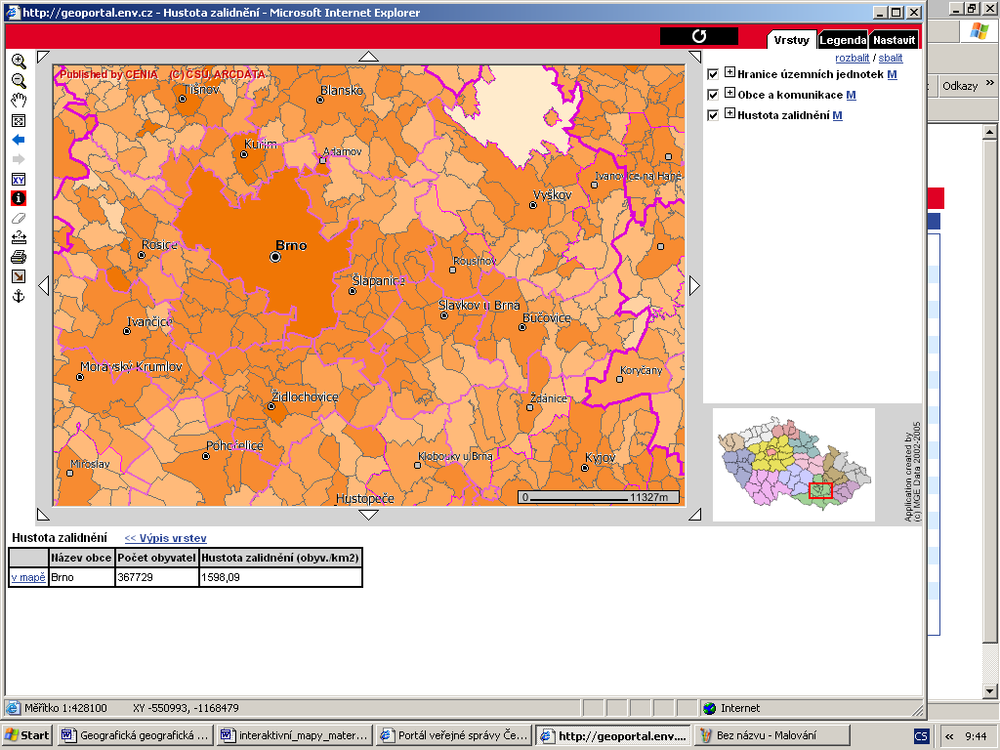 http://geoportal.env.cz - Hustota zalidnění - Microsoft Internet Explorer
Vrstvy
Legenda
Nastavit
rozbalit / sbalit
Hranice územních jednotek M
Obce a komunikace M
Hustota zalidnění M
Odkazy »
Published by CENIA (C) CSU, ARCDATA
Tišnov
Blansko
Kuřim
Adamov
Ivanovice na Hané
Vyškov
Brno
Rosice
Rousínov
Šlapanice
Slavkov u Brna
Bučovice
Ivančice
Moravský Krumlov
Koryčany
Židlochovice
Ždánice
Pohořelice
Klobouky u Brna
Kyjov
Miroslav
Hustopeče
0 11327m
XY
Application created by
(c) MGE Data 2002-2005
Hustota zalidnění << Výpis vrstev
Název obce Počet obyvatel Hustota zalidnění (obyv./km2)
v mapě Brno 367729 1598,09
Měřítko 1:428100 XY -550993, -1168479 Internet
Start Geografická geografická ... interaktivní_mapy_mater... Portál veřejné správy Če... http://geoportal.env.... Bez názvu - Malování CS « 9:44